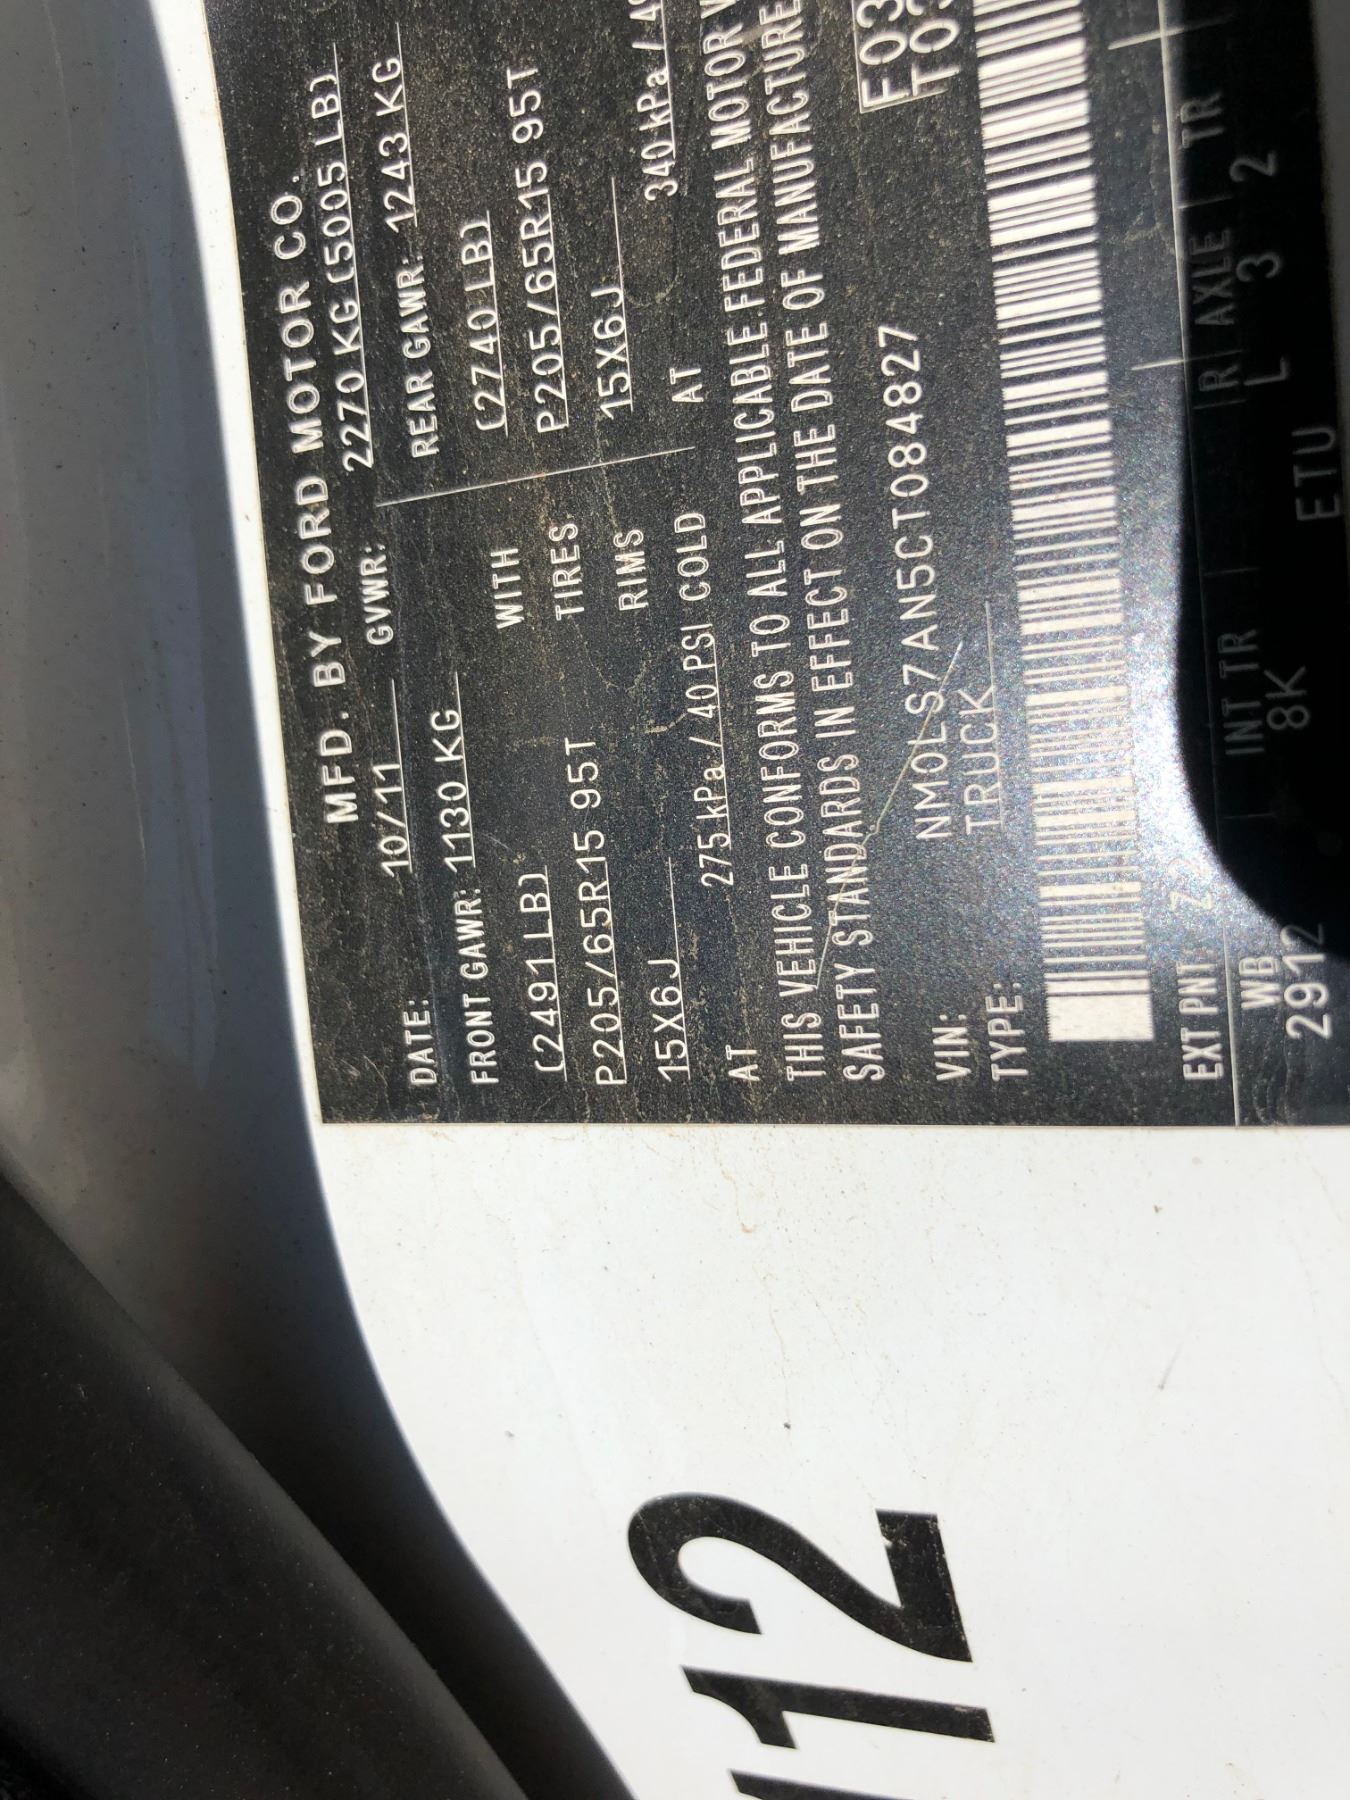 MFD. BY FORD MOTOR CO.
DATE: 10/11 GVWR: 2270 KG (5005 LB)
FRONT GAWR: 1130 KG REAR GAWR: 1243 KG
(2491 LB) WITH (2740 LB)
P205/65R15 95T TIRES P205/65R15 95T
15X6J RIMS 15X6J
AT 275 kPa / 40 PSI COLD AT 340 kPa / 49
THIS VEHICLE CONFORMS TO ALL APPLICABLE FEDERAL MOTOR V
SAFETY STANDARDS IN EFFECT ON THE DATE OF MANUFACTURE
VIN: NM0LS7AN5CT084827 F03
TYPE: TRUCK T03
EXT PNT Z2
WB INT TR R AXLE TR
2912 8K L 3 2
ETU
112